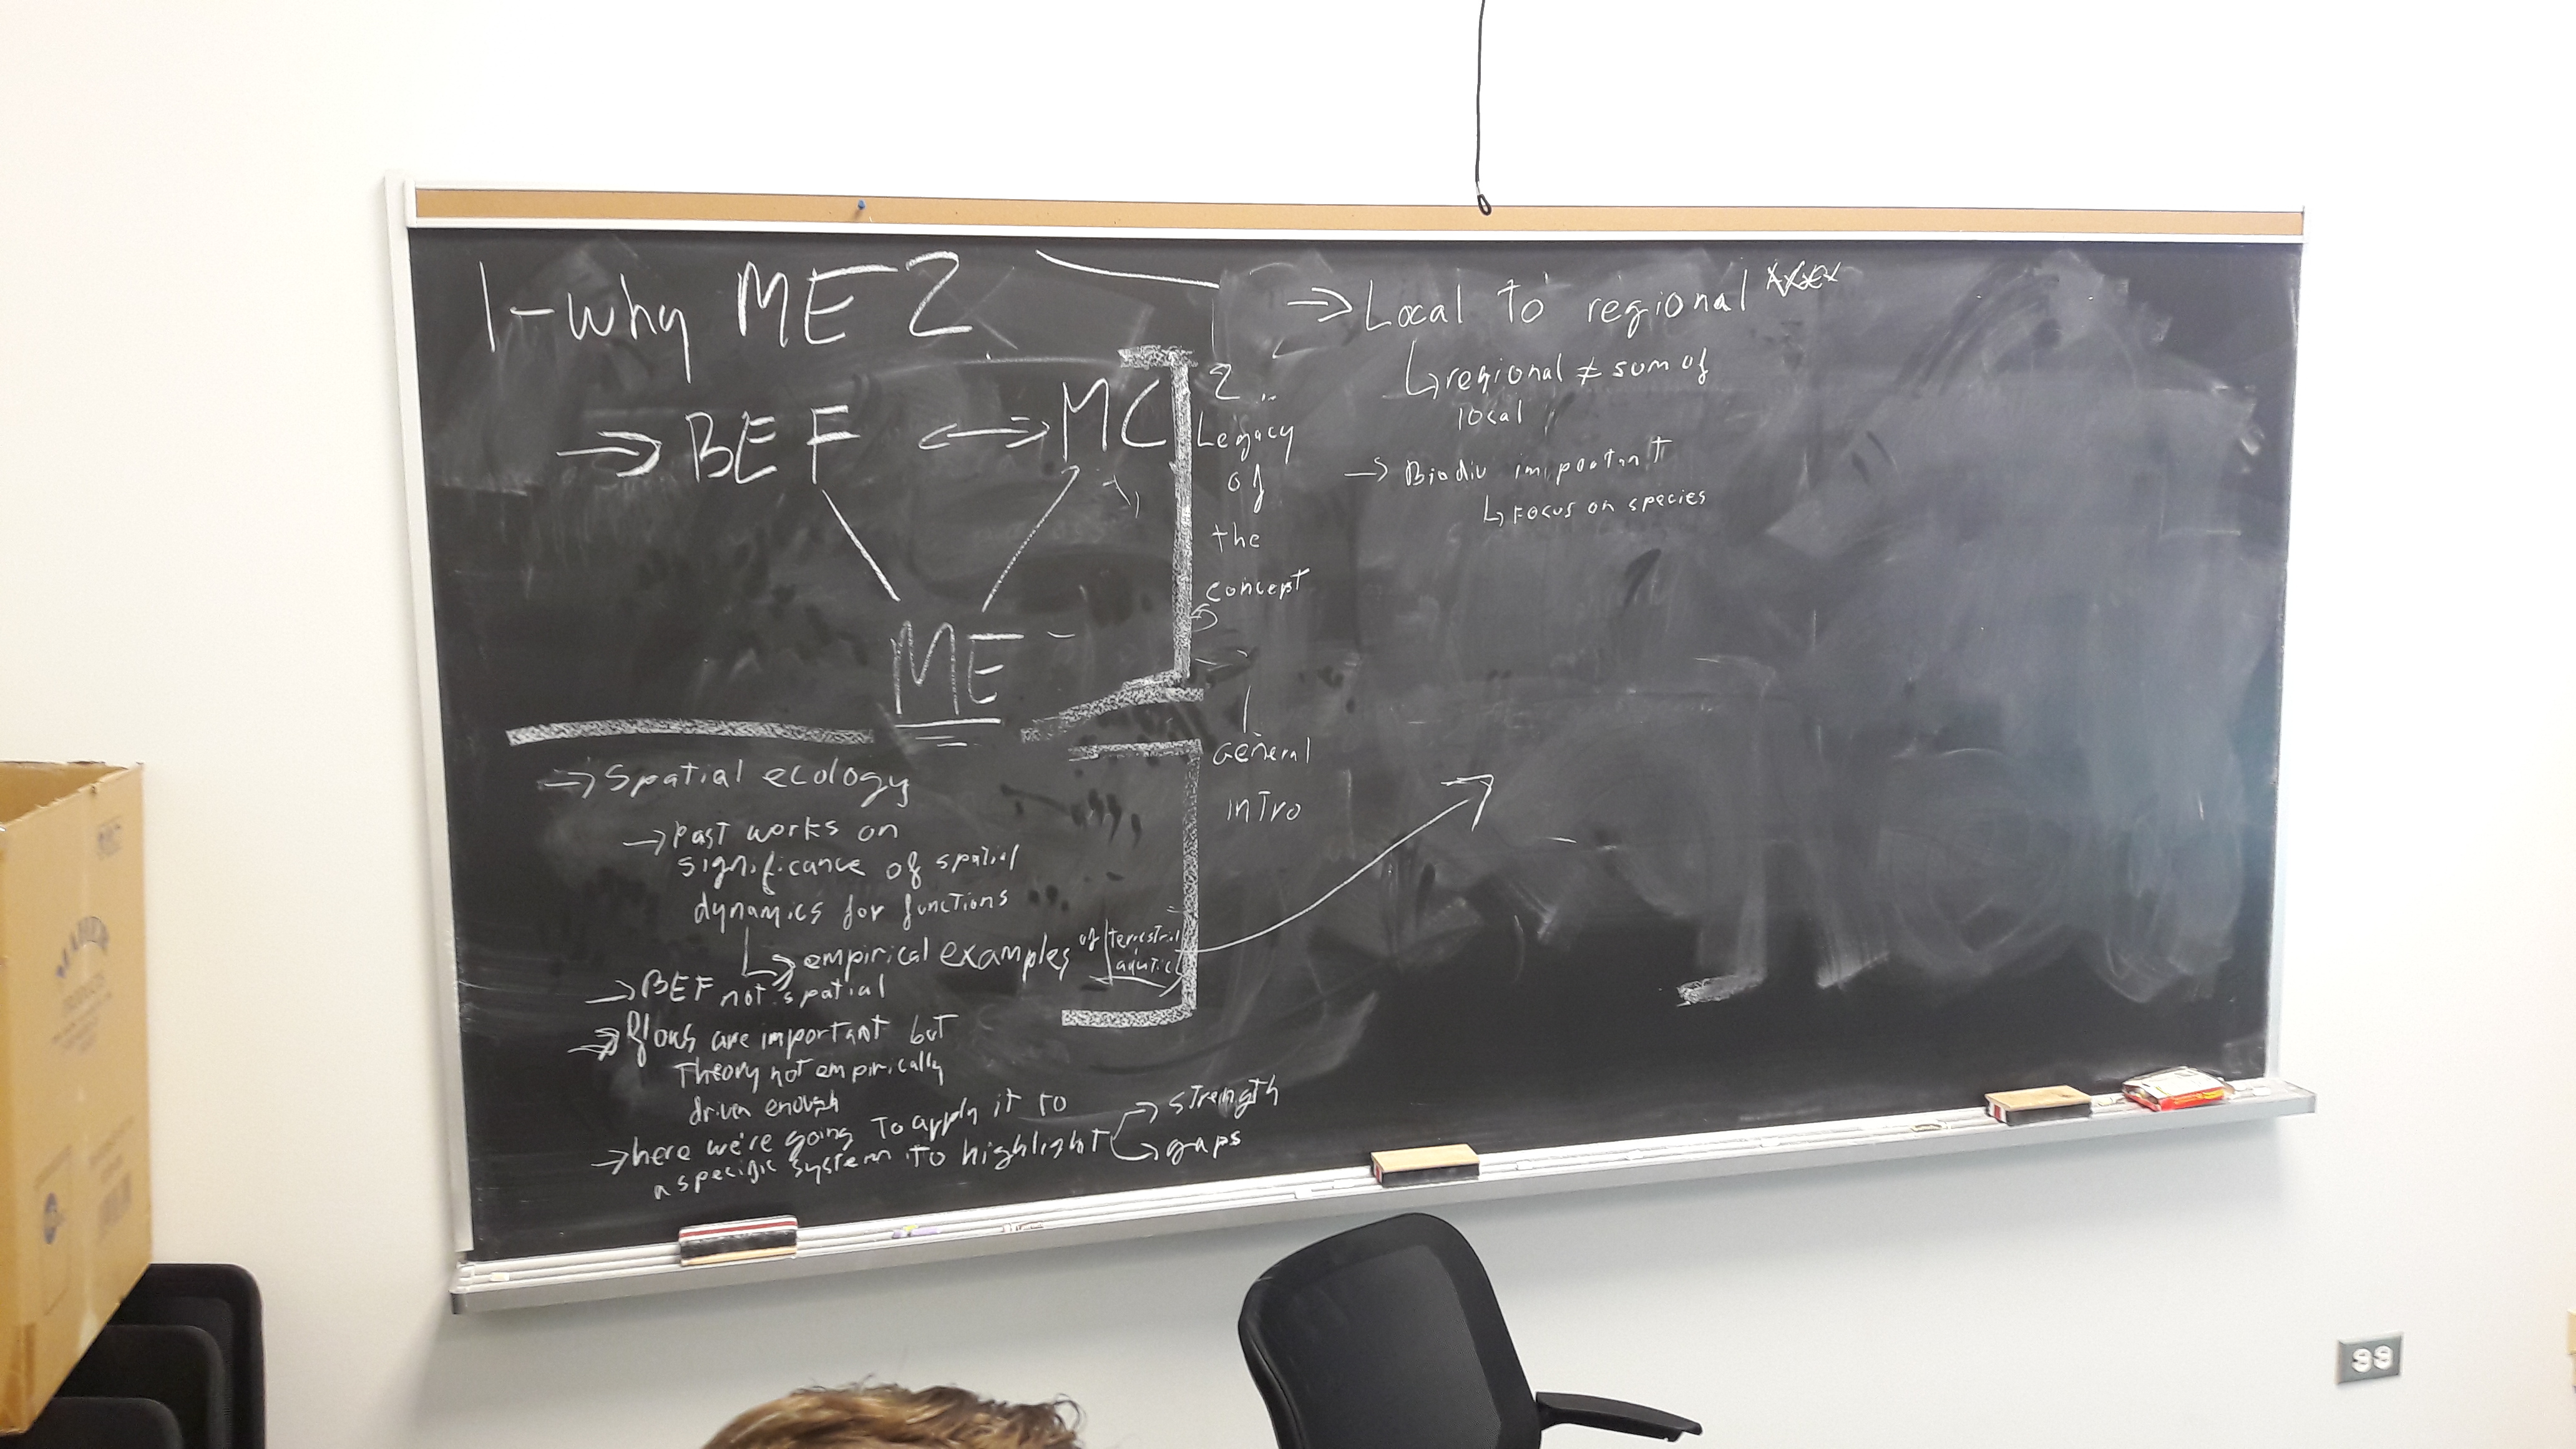 1-why ME?
→ BEF ↔ MC
ME
2
Legacy
of
the
concept
1
General
intro
→ Spatial ecology
→ Past works on
significance of spatial
dynamics for functions
↳ empirical examples of terrestrial
aquatic
→ BEF not spatial
→ flows are important but
Theory not empirically
driven enough
→ here we're going to apply it to
a specific system to highlight → strength
→ gaps
→ Local to regional
↳ regional ≠ sum of
local
→ Biodiv important
↳ Focus on species